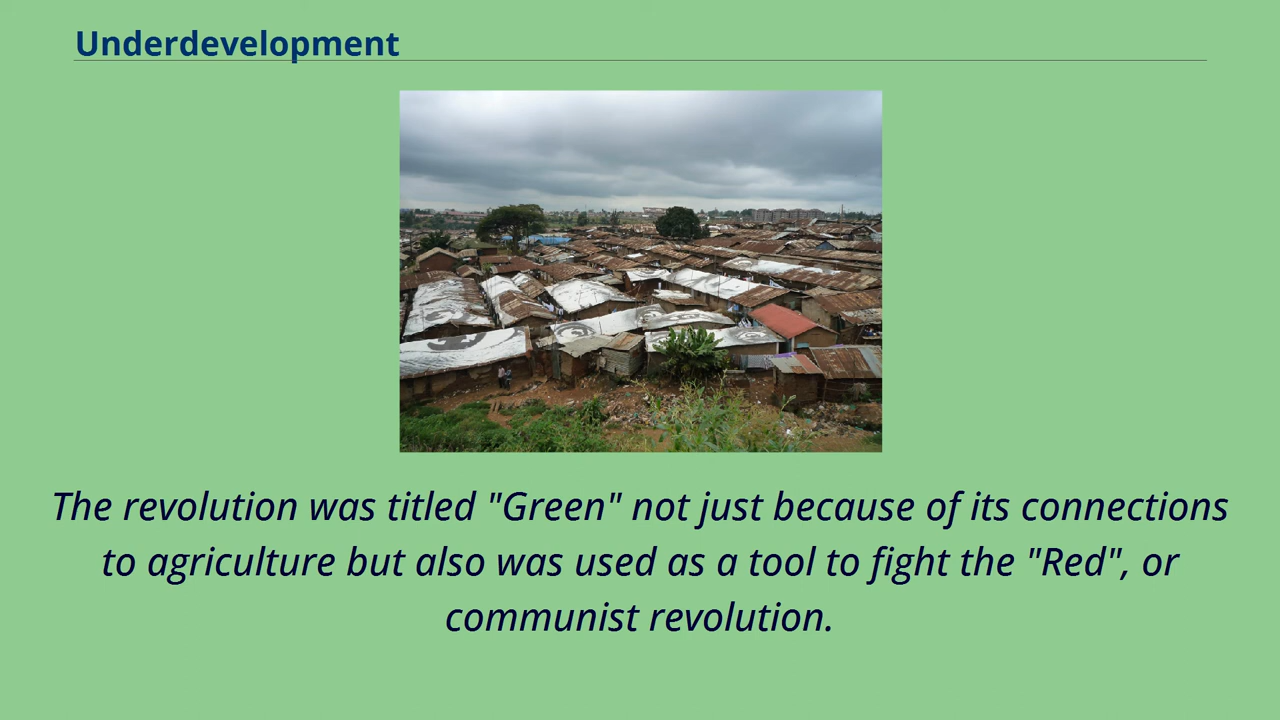 Underdevelopment
The revolution was titled "Green" not just because of its connections
to agriculture but also was used as a tool to fight the "Red", or
communist revolution.